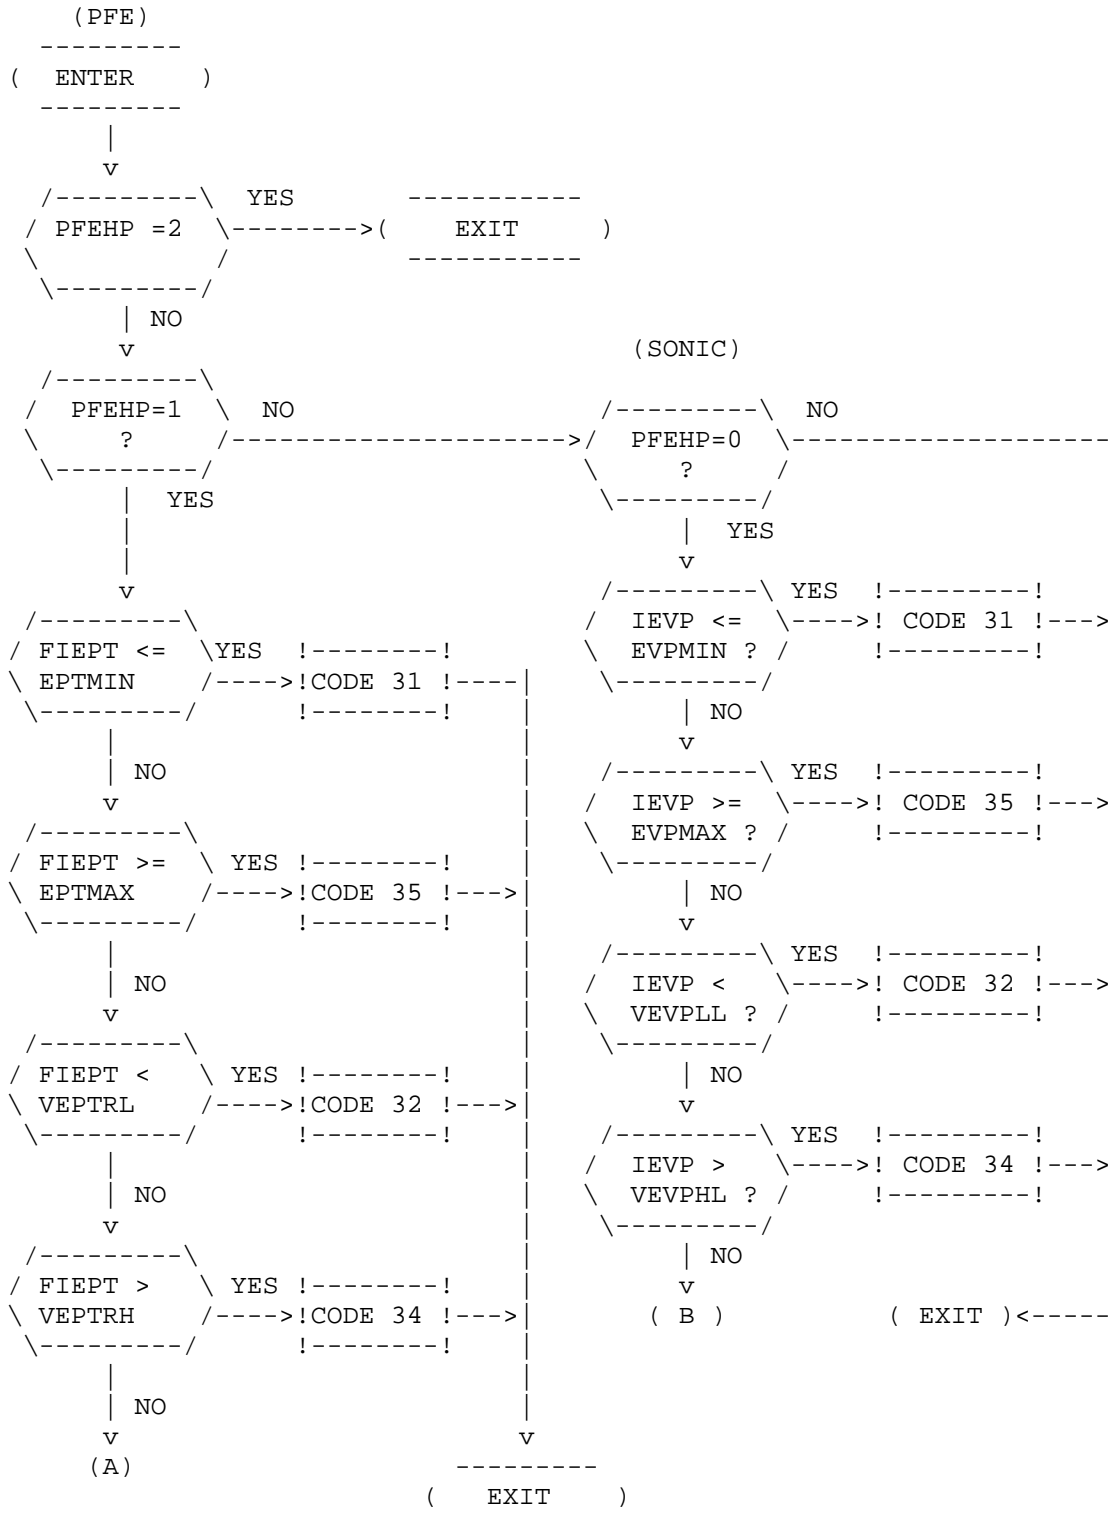 (PFE)
ENTER
PFEHP =2 YES EXIT
NO
(SONIC)
PFEHP=1 ? NO
PFEHP=0 ? NO
YES
YES
FIEPT <= EPTMIN YES CODE 31
IEVP <= EVPMIN ? YES CODE 31
NO
NO
FIEPT >= EPTMAX YES CODE 35
IEVP >= EVPMAX ? YES CODE 35
NO
NO
FIEPT < VEPTRL YES CODE 32
IEVP < VEVPLL ? YES CODE 32
NO
NO
FIEPT > VEPTRH YES CODE 34
IEVP > VEVPHL ? YES CODE 34
NO
NO
( B ) ( EXIT )
(A)
( EXIT )